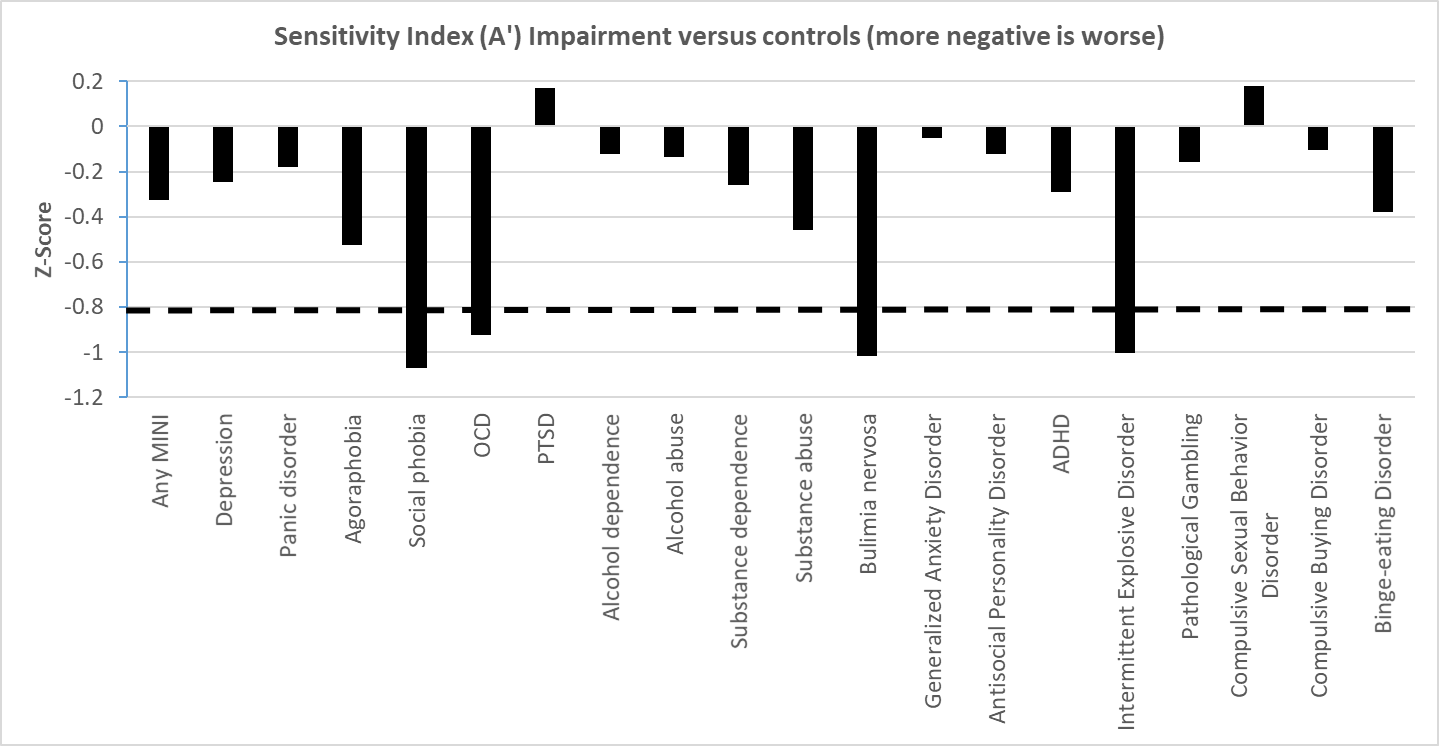 Sensitivity Index (A') Impairment versus controls (more negative is worse)
Z-Score
0.2
0
-0.2
-0.4
-0.6
-0.8
-1
-1.2
Any MINI
Depression
Panic disorder
Agoraphobia
Social phobia
OCD
PTSD
Alcohol dependence
Alcohol abuse
Substance dependence
Substance abuse
Bulimia nervosa
Generalized Anxiety Disorder
Antisocial Personality Disorder
ADHD
Intermittent Explosive Disorder
Pathological Gambling
Compulsive Sexual Behavior
Disorder
Compulsive Buying Disorder
Binge-eating Disorder